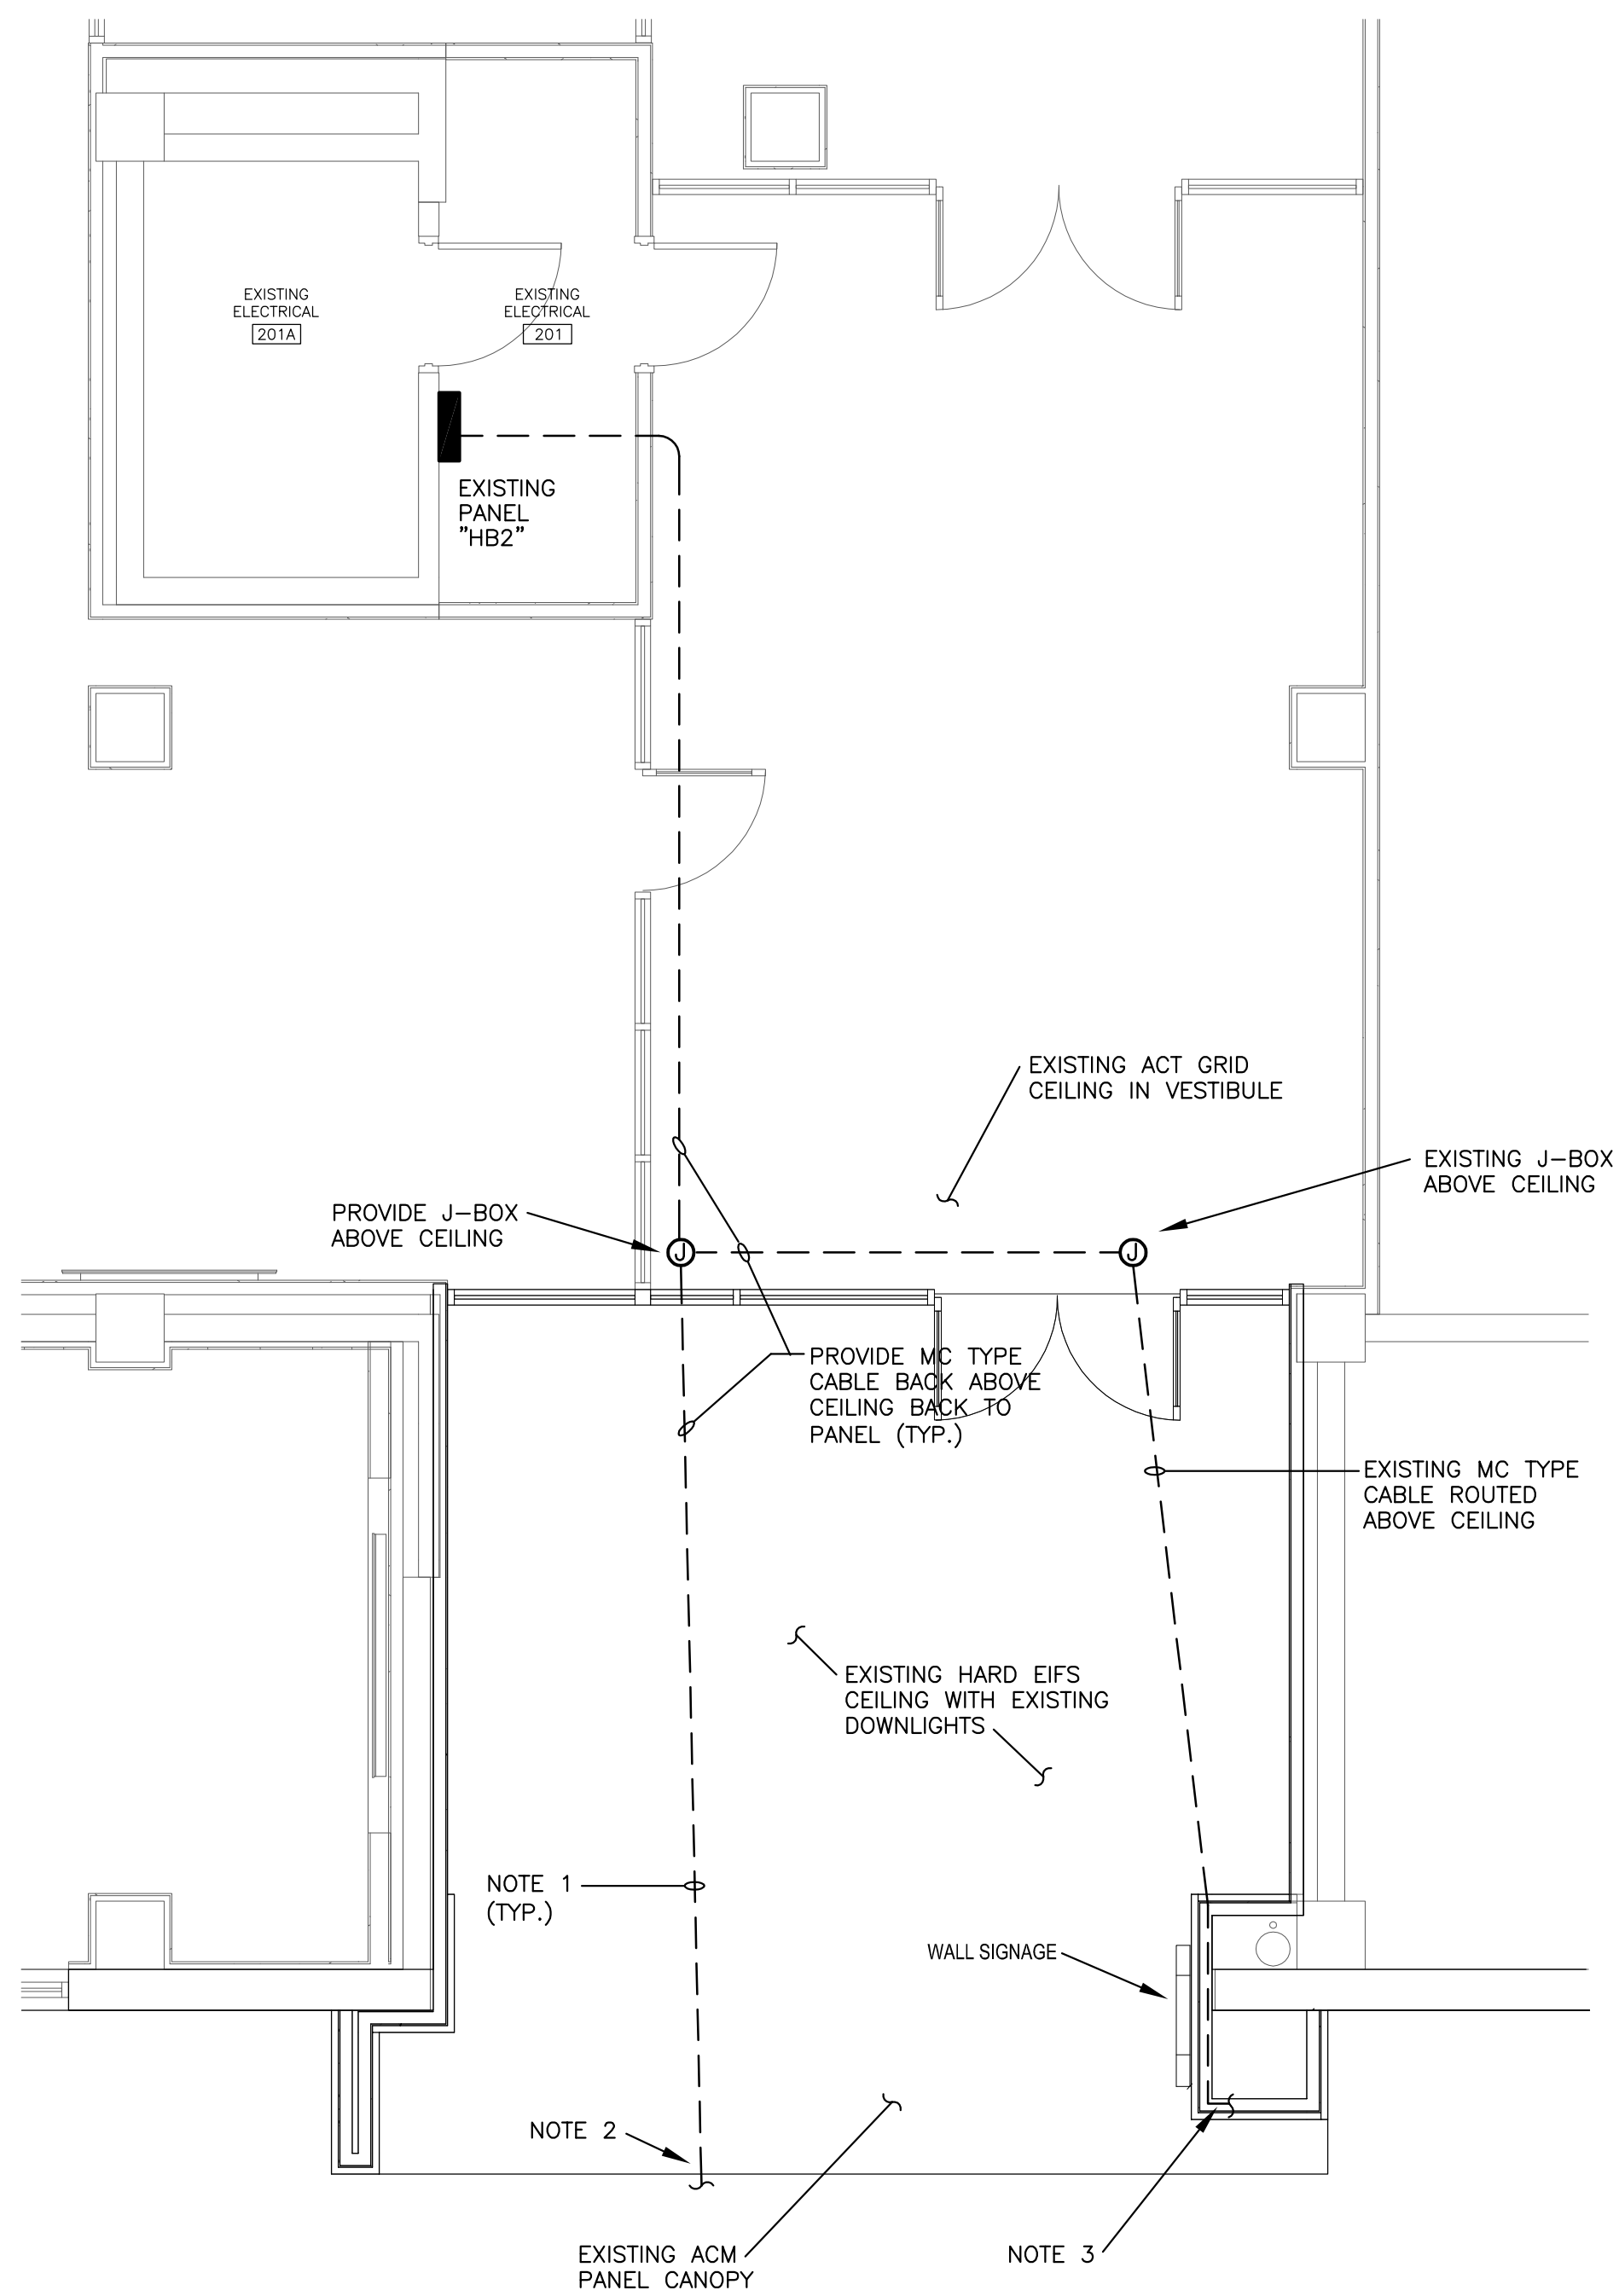 EXISTING
ELECTRICAL
201A
EXISTING
ELECTRICAL
201
EXISTING
PANEL
"HB2"
EXISTING ACT GRID
CEILING IN VESTIBULE
EXISTING J-BOX
ABOVE CEILING
PROVIDE J-BOX
ABOVE CEILING
J
J
PROVIDE MC TYPE
CABLE BACK ABOVE
CEILING BACK TO
PANEL (TYP.)
EXISTING MC TYPE
CABLE ROUTED
ABOVE CEILING
EXISTING HARD EIFS
CEILING WITH EXISTING
DOWNLIGHTS
NOTE 1
(TYP.)
WALL SIGNAGE
NOTE 2
EXISTING ACM
PANEL CANOPY
NOTE 3